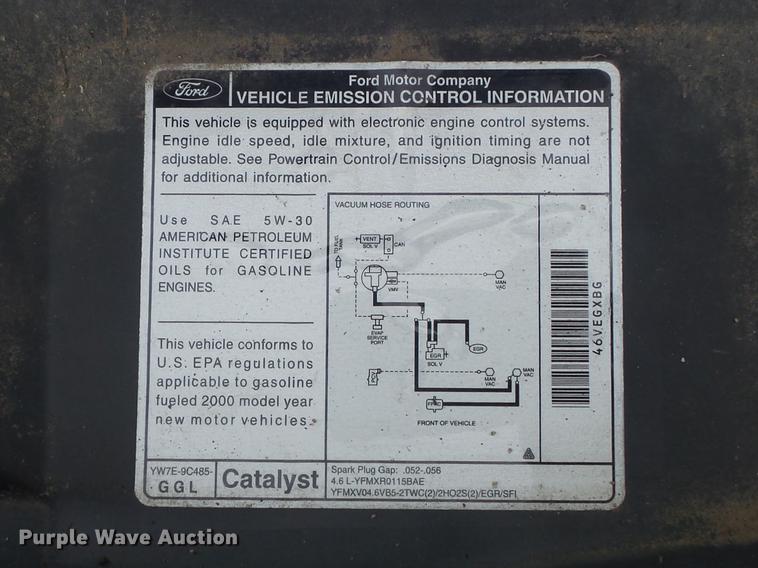 Ford
Ford Motor Company
VEHICLE EMISSION CONTROL INFORMATION
This vehicle is equipped with electronic engine control systems.
Engine idle speed, idle mixture, and ignition timing are not
adjustable. See Powertrain Control/Emissions Diagnosis Manual
for additional information.
Use SAE 5W-30
AMERICAN PETROLEUM
INSTITUTE CERTIFIED
OILS for GASOLINE
ENGINES.
This vehicle conforms to
U.S. EPA regulations
applicable to gasoline
fueled 2000 model year
new motor vehicles.
VACUUM HOSE ROUTING
TO FUEL
TANK
VENT
SOL V
CAN
VMV
MAN
VAC
EVAP
SERVICE
PORT
EGR
SOL V
EGR
PCV
MAN
VAC
MAN
VAC
FPRC
FRONT OF VEHICLE
46VEGXBG
YW7E-9C485-
GGL
Catalyst
Spark Plug Gap: .052-.056
4.6 L-YFMXR0115BAE
YFMXV04.6VB5-2TWC(2)/2HO2S(2)/EGR/SFI
Purple Wave Auction